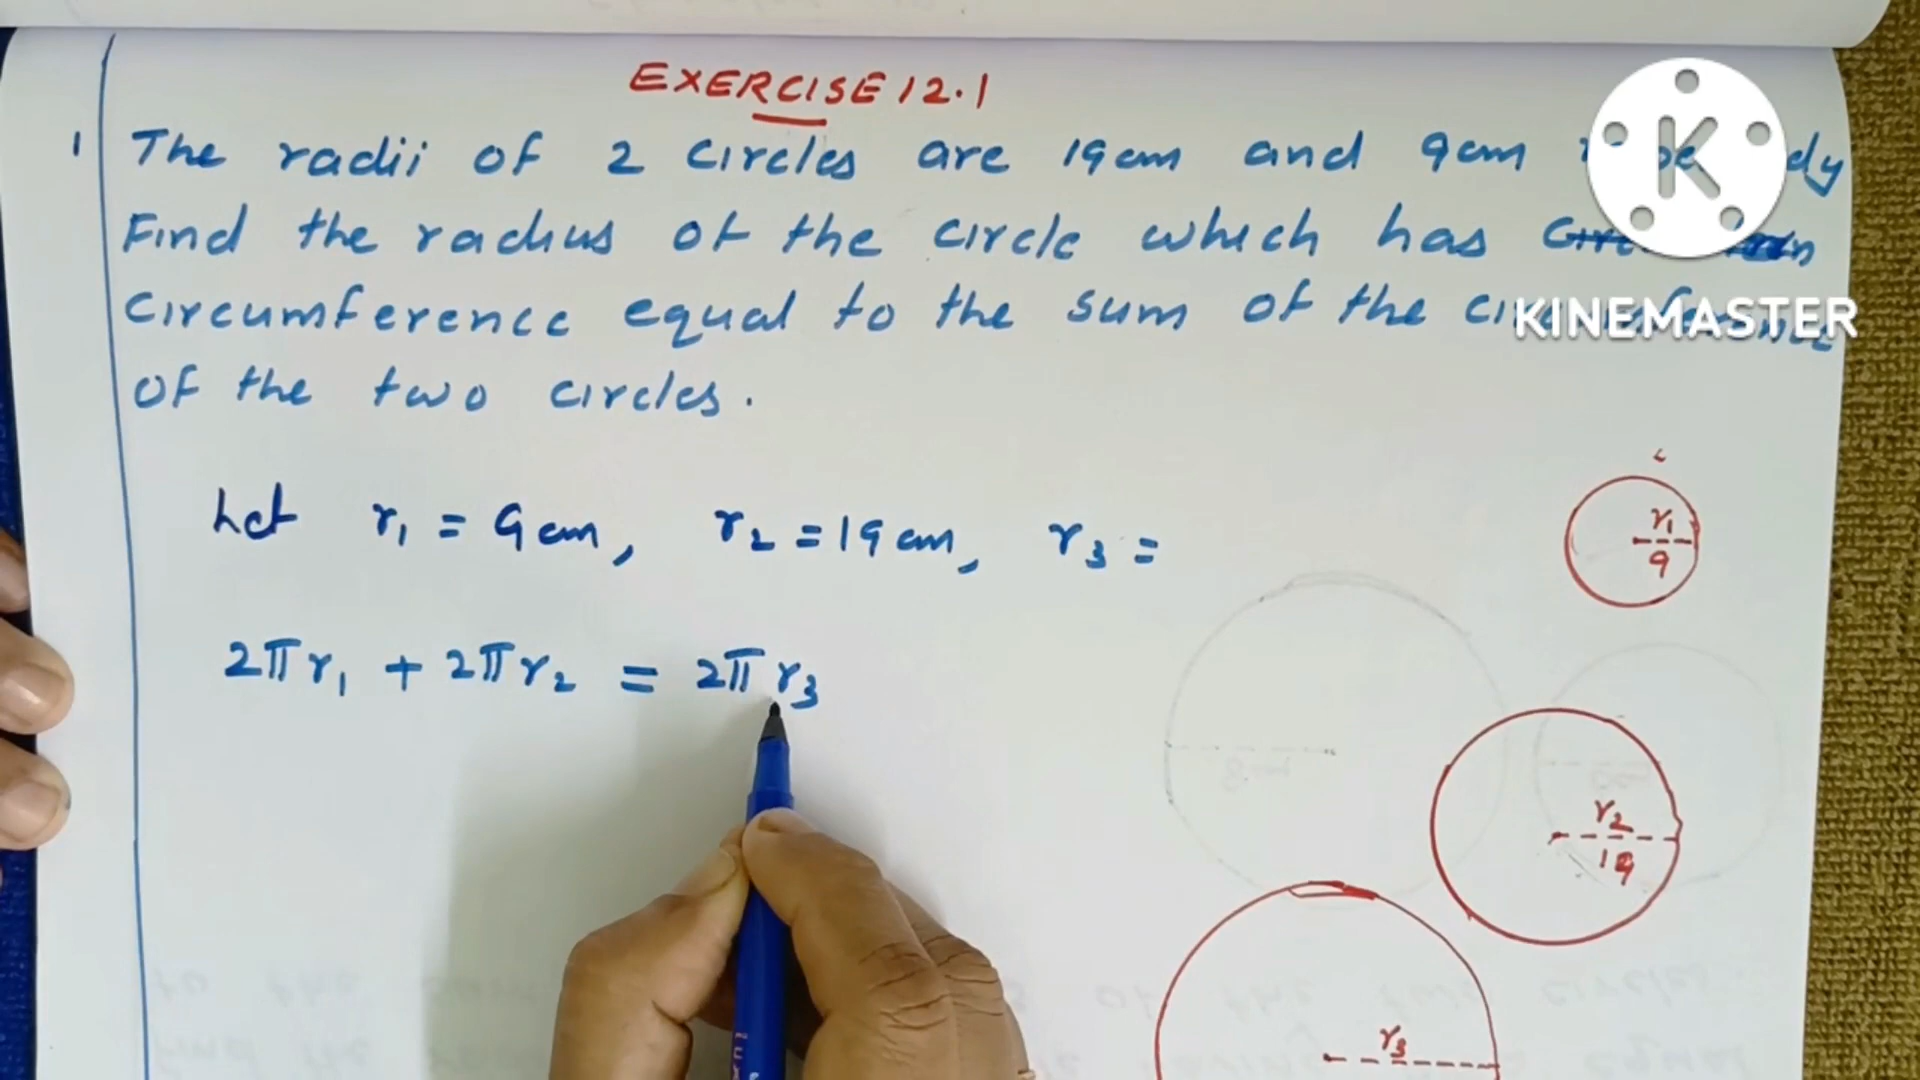 EXERCISE 12.1
1 The radii of 2 circles are 19cm and 9cm
Find the radius of the circle which has
circumference equal to the sum of the
of the two circles.
Let r₁ = 9cm, r₂ = 19cm, r₃ =
2πr₁ + 2πr₂ = 2πr₃
r₁
9
r₂
19
r₃
K
KINEMASTER